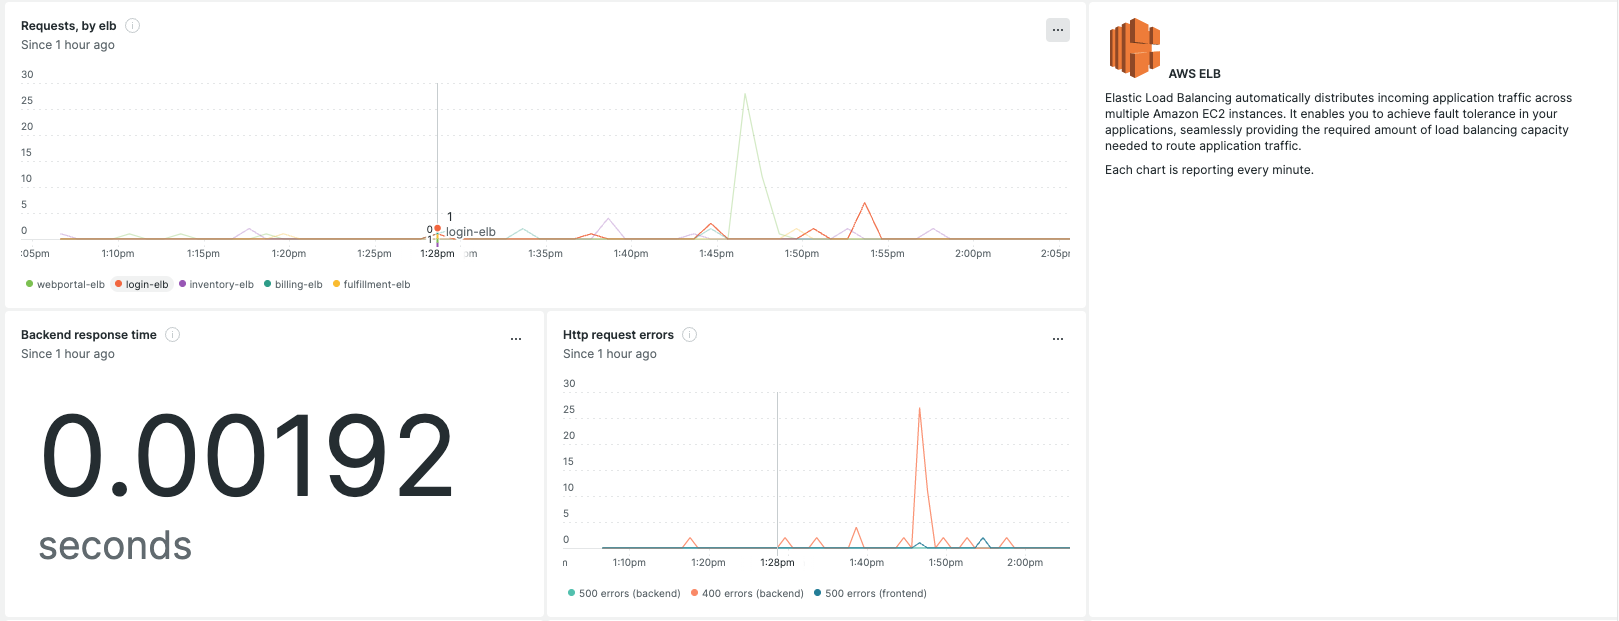 Requests, by elb
Since 1 hour ago
...
30
25
20
15
10
5
0
1
0
login-elb
1
:05pm 1:10pm 1:15pm 1:20pm 1:25pm 1:28pm om 1:35pm 1:40pm 1:45pm 1:50pm 1:55pm 2:00pm 2:05p
webportal-elb login-elb inventory-elb billing-elb fulfillment-elb
AWS ELB
Elastic Load Balancing automatically distributes incoming application traffic across
multiple Amazon EC2 instances. It enables you to achieve fault tolerance in your
applications, seamlessly providing the required amount of load balancing capacity
needed to route application traffic.
Each chart is reporting every minute.
Backend response time
Since 1 hour ago
...
0.00192
seconds
Http request errors
Since 1 hour ago
...
30
25
20
15
10
5
0
1:10pm 1:20pm 1:28pm 1:40pm 1:50pm 2:00pm
500 errors (backend) 400 errors (backend) 500 errors (frontend)